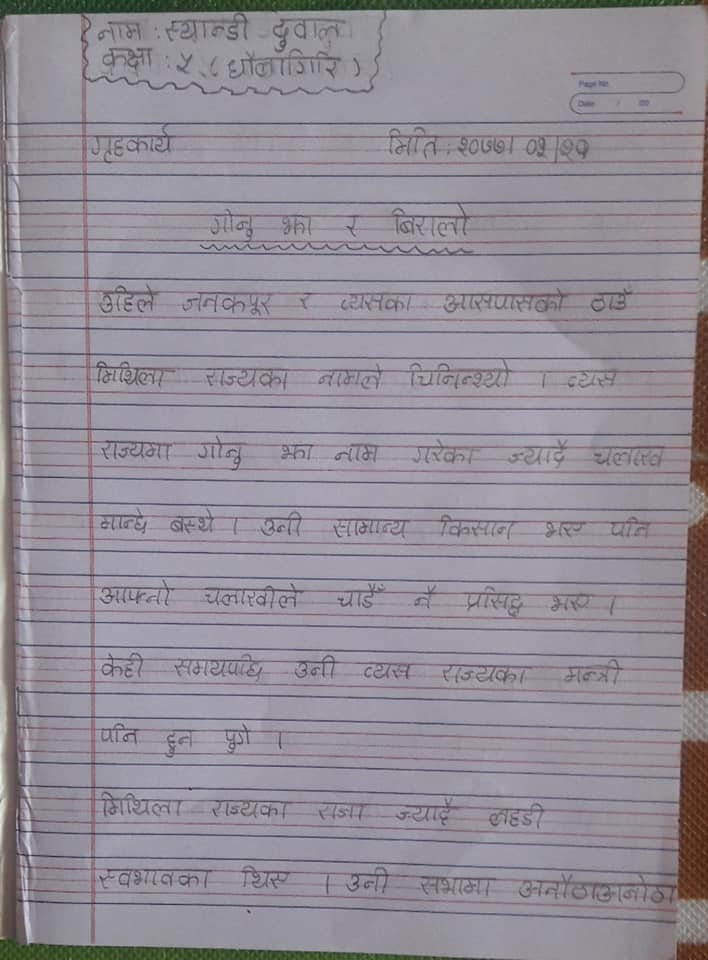 नाम : स्यान्डी दुवाल
कक्षा : ५ (धौलागिरि)
Page No:
Date / /20
गृहकार्य मिति : २०७७। ०२/२७
गोनु झा र बिरालो
उहिले जनकपूर र त्यसका आसपासको ठाउँ
मिथिला राज्यका नामले चिनिन्थ्यो । त्यस
राज्यमा गोनु झा नाम गरेका ज्यादै चलाख
मान्छे बस्थे । उनी सामान्य किसान भए पनि
आफ्नो चलाखीले चाडैँ नै प्रसिद्ध भए ।
केही समयपछि उनी त्यस राज्यका मन्त्री
पनि हुन पुगे ।
मिथिला राज्यका राजा ज्यादै लहडी
स्वभावका थिए । उनी सभामा अनौठाअनोठा